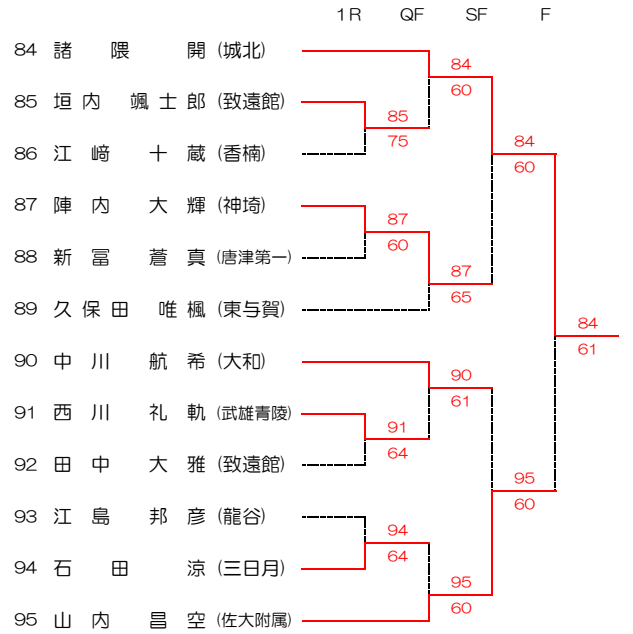 1R QF SF F
84 諸隈 開 (城北)
84
60
85 垣内 颯士郎 (致遠館)
85
75
86 江﨑 十蔵 (香楠)
84
60
87 陣内 大輝 (神埼)
87
60
88 新冨 蒼真 (唐津第一)
87
65
89 久保田 唯楓 (東与賀)
84
61
90 中川 航希 (大和)
90
61
91 西川 礼軌 (武雄青陵)
91
64
92 田中 大雅 (致遠館)
95
60
93 江島 邦彦 (龍谷)
94
64
94 石田 涼 (三日月)
95
60
95 山内 昌空 (佐大附属)